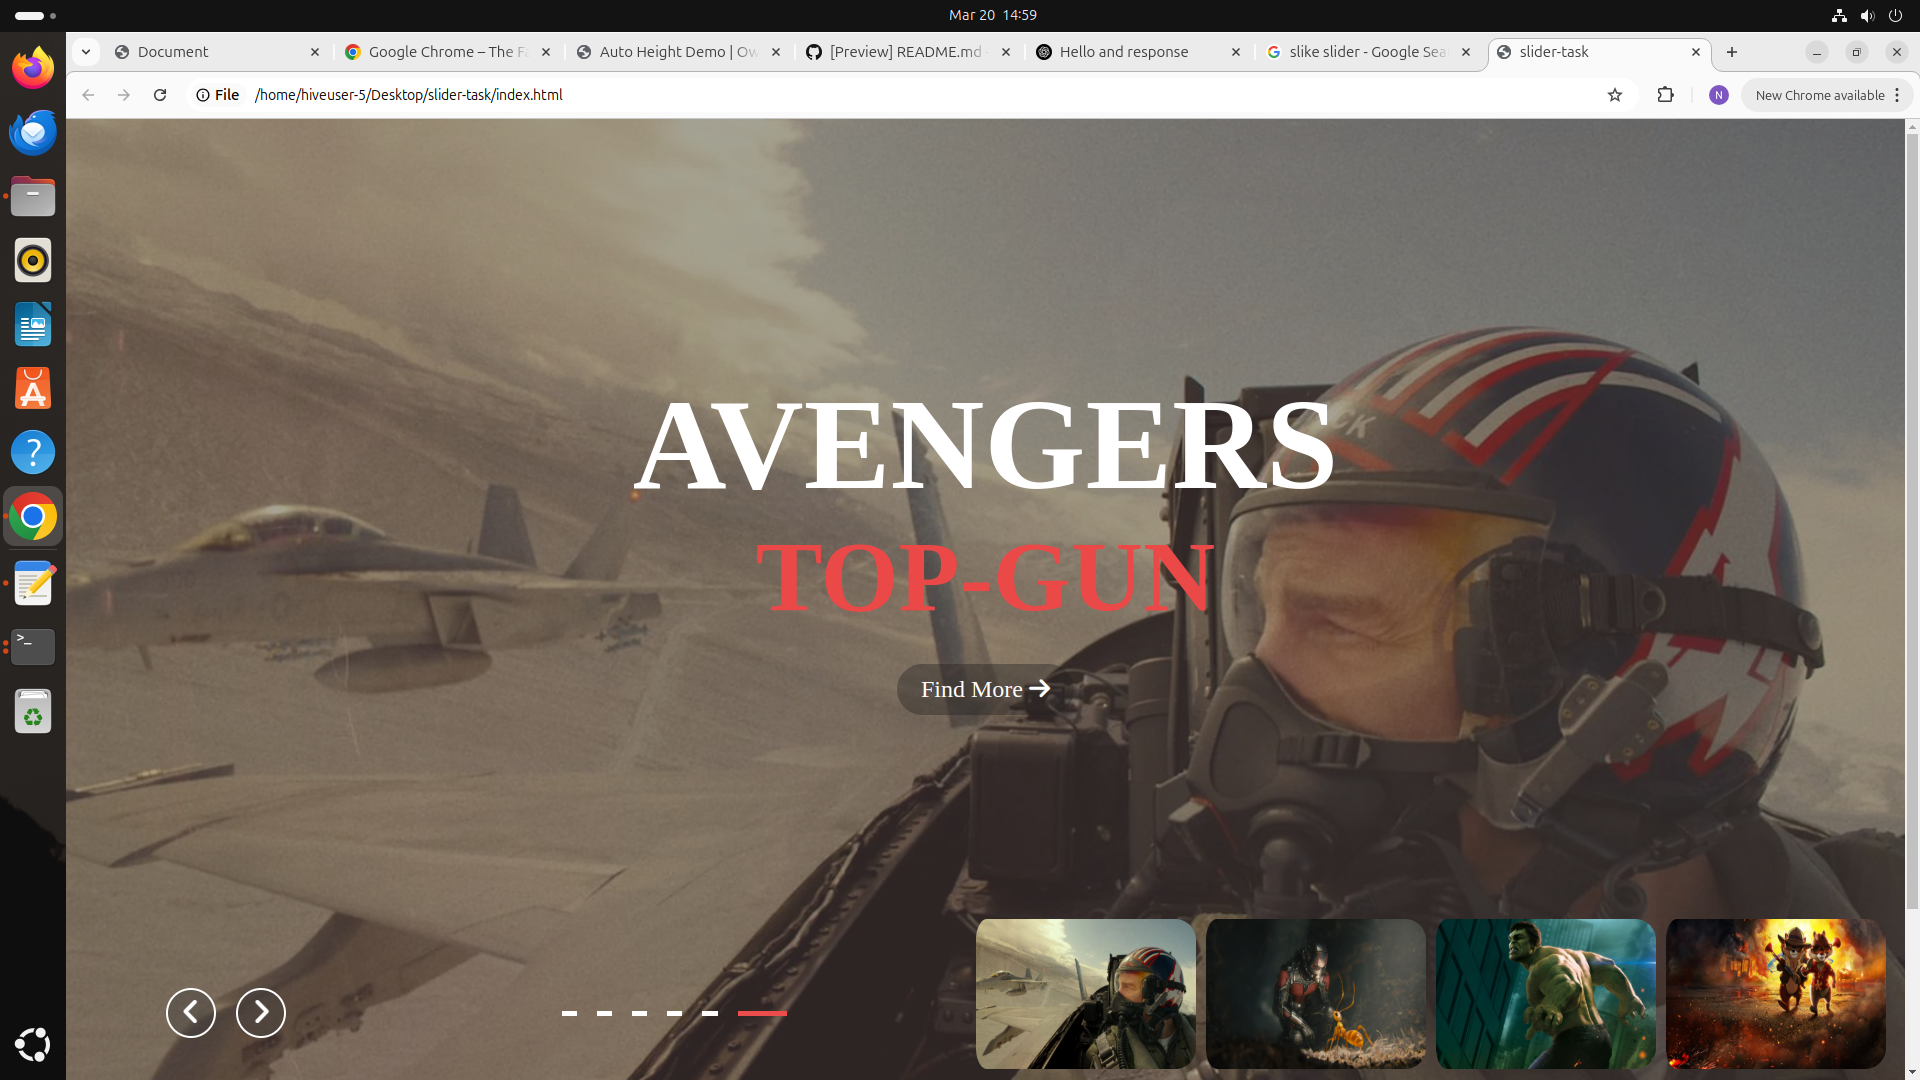 Mar 20 14:59
Document
Google Chrome – The Fa
Auto Height Demo | Ow
[Preview] README.md
Hello and response
slike slider - Google Sea
slider-task
File
/home/hiveuser-5/Desktop/slider-task/index.html
N
New Chrome available
AVENGERS
TOP-GUN
Find More